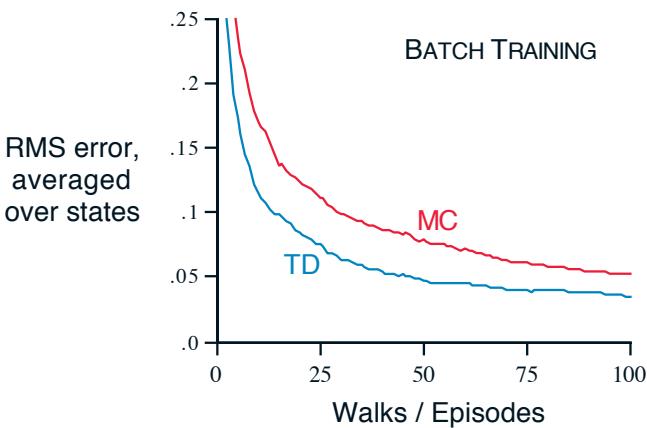 BATCH TRAINING
RMS error,
averaged
over states
.25
.2
.15
.1
.05
.0
MC
TD
0 25 50 75 100
Walks / Episodes